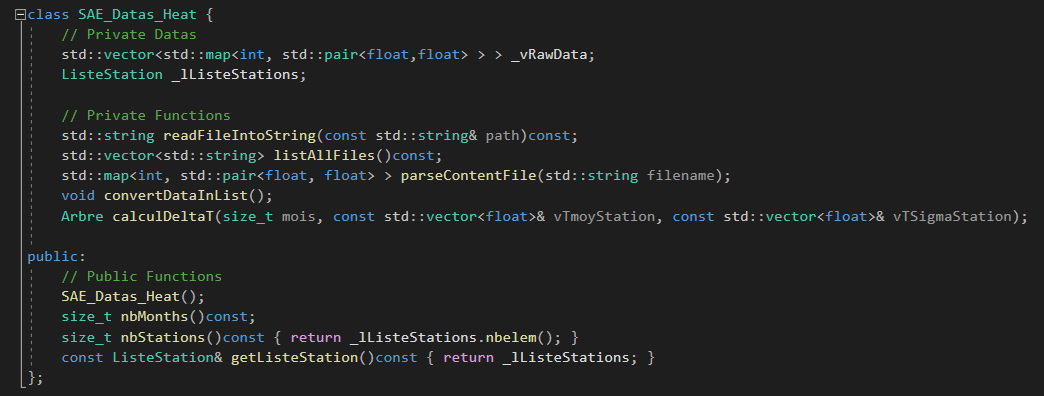 class SAE_Datas_Heat {
// Private Datas
std::vector<std::map<int, std::pair<float,float> > > _vRawData;
ListeStation _lListeStations;
// Private Functions
std::string readFileIntoString(const std::string& path)const;
std::vector<std::string> listAllFiles()const;
std::map<int, std::pair<float, float> > parseContentFile(std::string filename);
void convertDataInList();
Arbre calculDeltaT(size_t mois, const std::vector<float>& vTmoyStation, const std::vector<float>& vTSigmaStation);
public:
// Public Functions
SAE_Datas_Heat();
size_t nbMonths()const;
size_t nbStations()const { return _lListeStations.nbelem(); }
const ListeStation& getListeStation()const { return _lListeStations; }
};